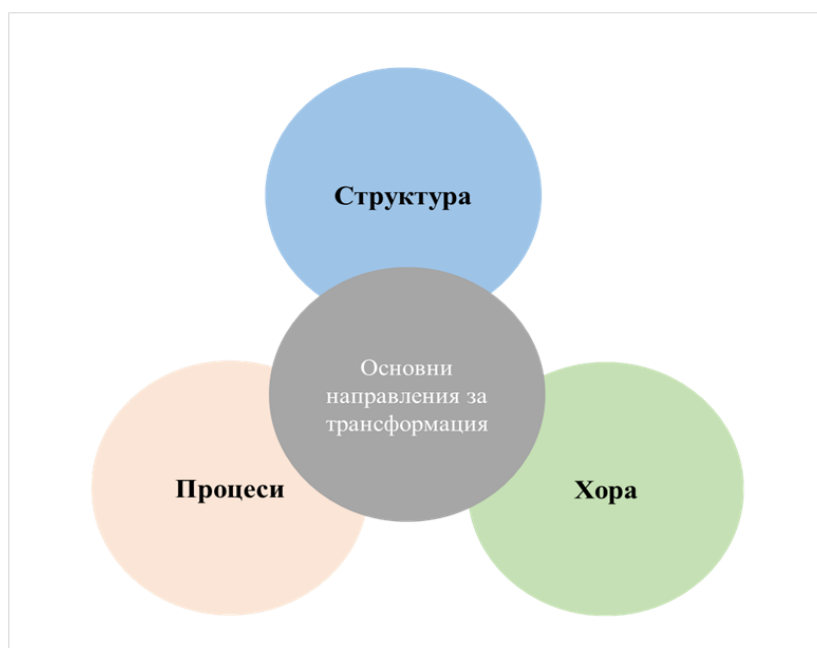 Структура
Основни
направления за
трансформация
Процеси
Хора